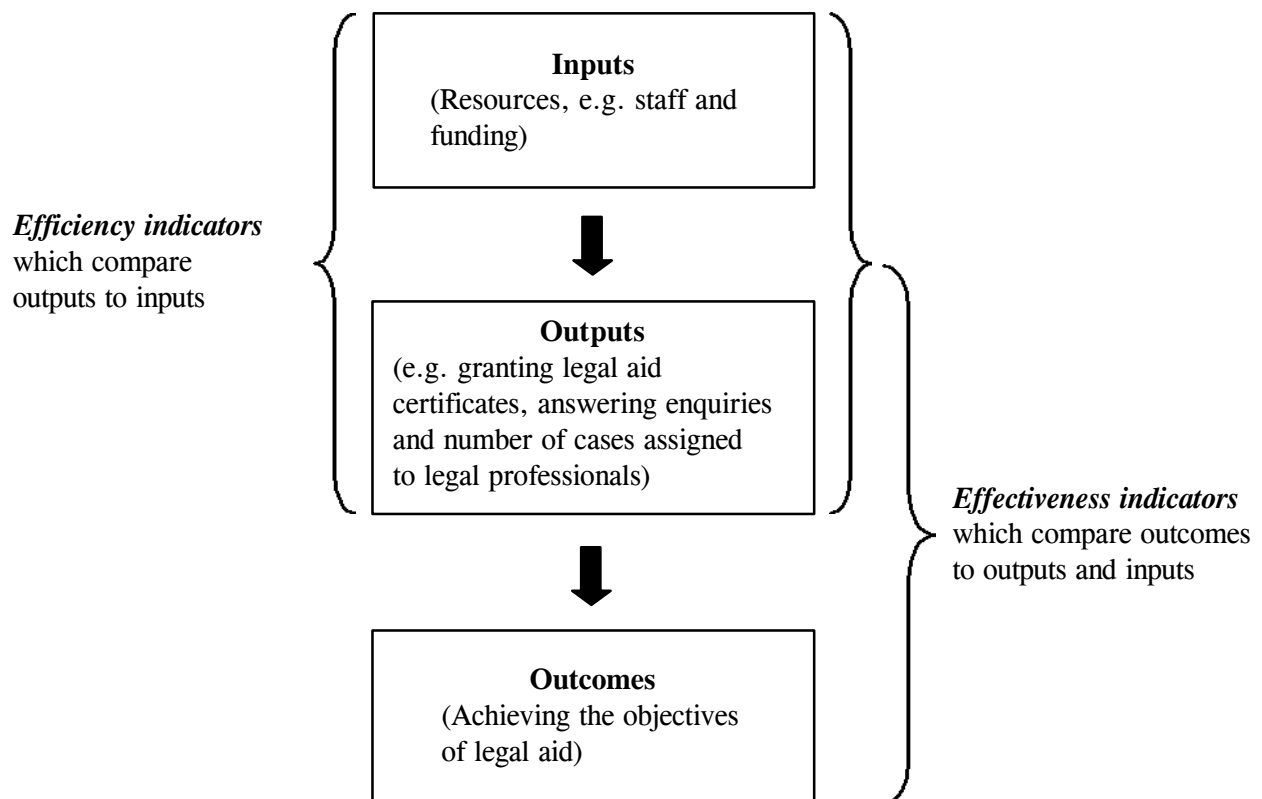 Inputs
(Resources, e.g. staff and
funding)
Efficiency indicators
which compare
outputs to inputs
Outputs
(e.g. granting legal aid
certificates, answering enquiries
and number of cases assigned
to legal professionals)
Effectiveness indicators
which compare outcomes
to outputs and inputs
Outcomes
(Achieving the objectives
of legal aid)